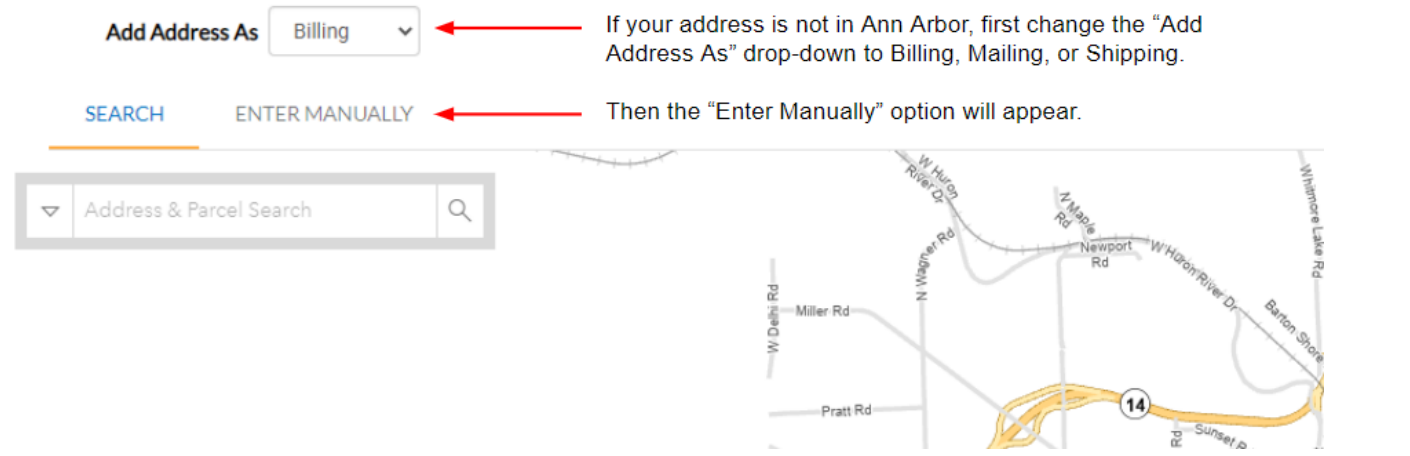 Add Address As Billing
If your address is not in Ann Arbor, first change the “Add
Address As” drop-down to Billing, Mailing, or Shipping.
SEARCH ENTER MANUALLY
Then the “Enter Manually” option will appear.
Address & Parcel Search
W Huron
River Dr
N Maple
Rd
Whitmore Lake Rd
N Wagner Rd
Newport
Rd
W Huron River Dr
W Delhi Rd
Miller Rd
Barton Shore
Pratt Rd
14
Rd
Sunset R